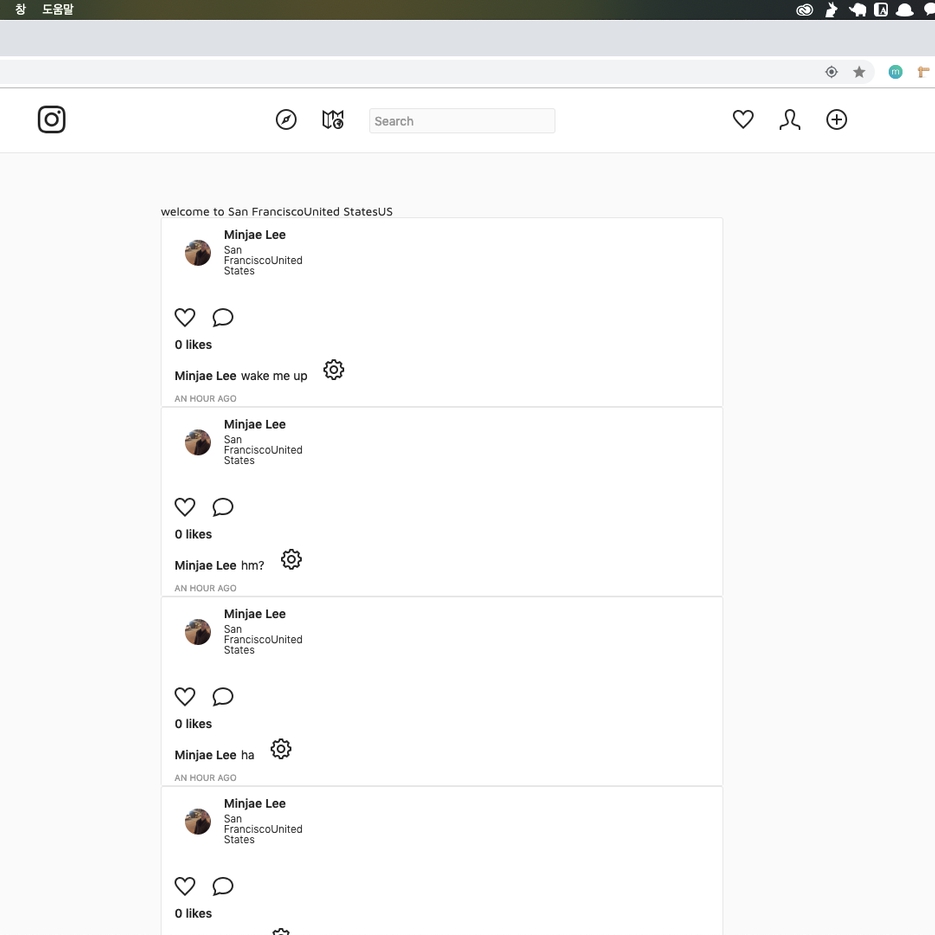 창 도움말
m
Search
welcome to San FranciscoUnited StatesUS
Minjae Lee
San
FranciscoUnited
States
0 likes
Minjae Lee wake me up
AN HOUR AGO
Minjae Lee
San
FranciscoUnited
States
0 likes
Minjae Lee hm?
AN HOUR AGO
Minjae Lee
San
FranciscoUnited
States
0 likes
Minjae Lee ha
AN HOUR AGO
Minjae Lee
San
FranciscoUnited
States
0 likes